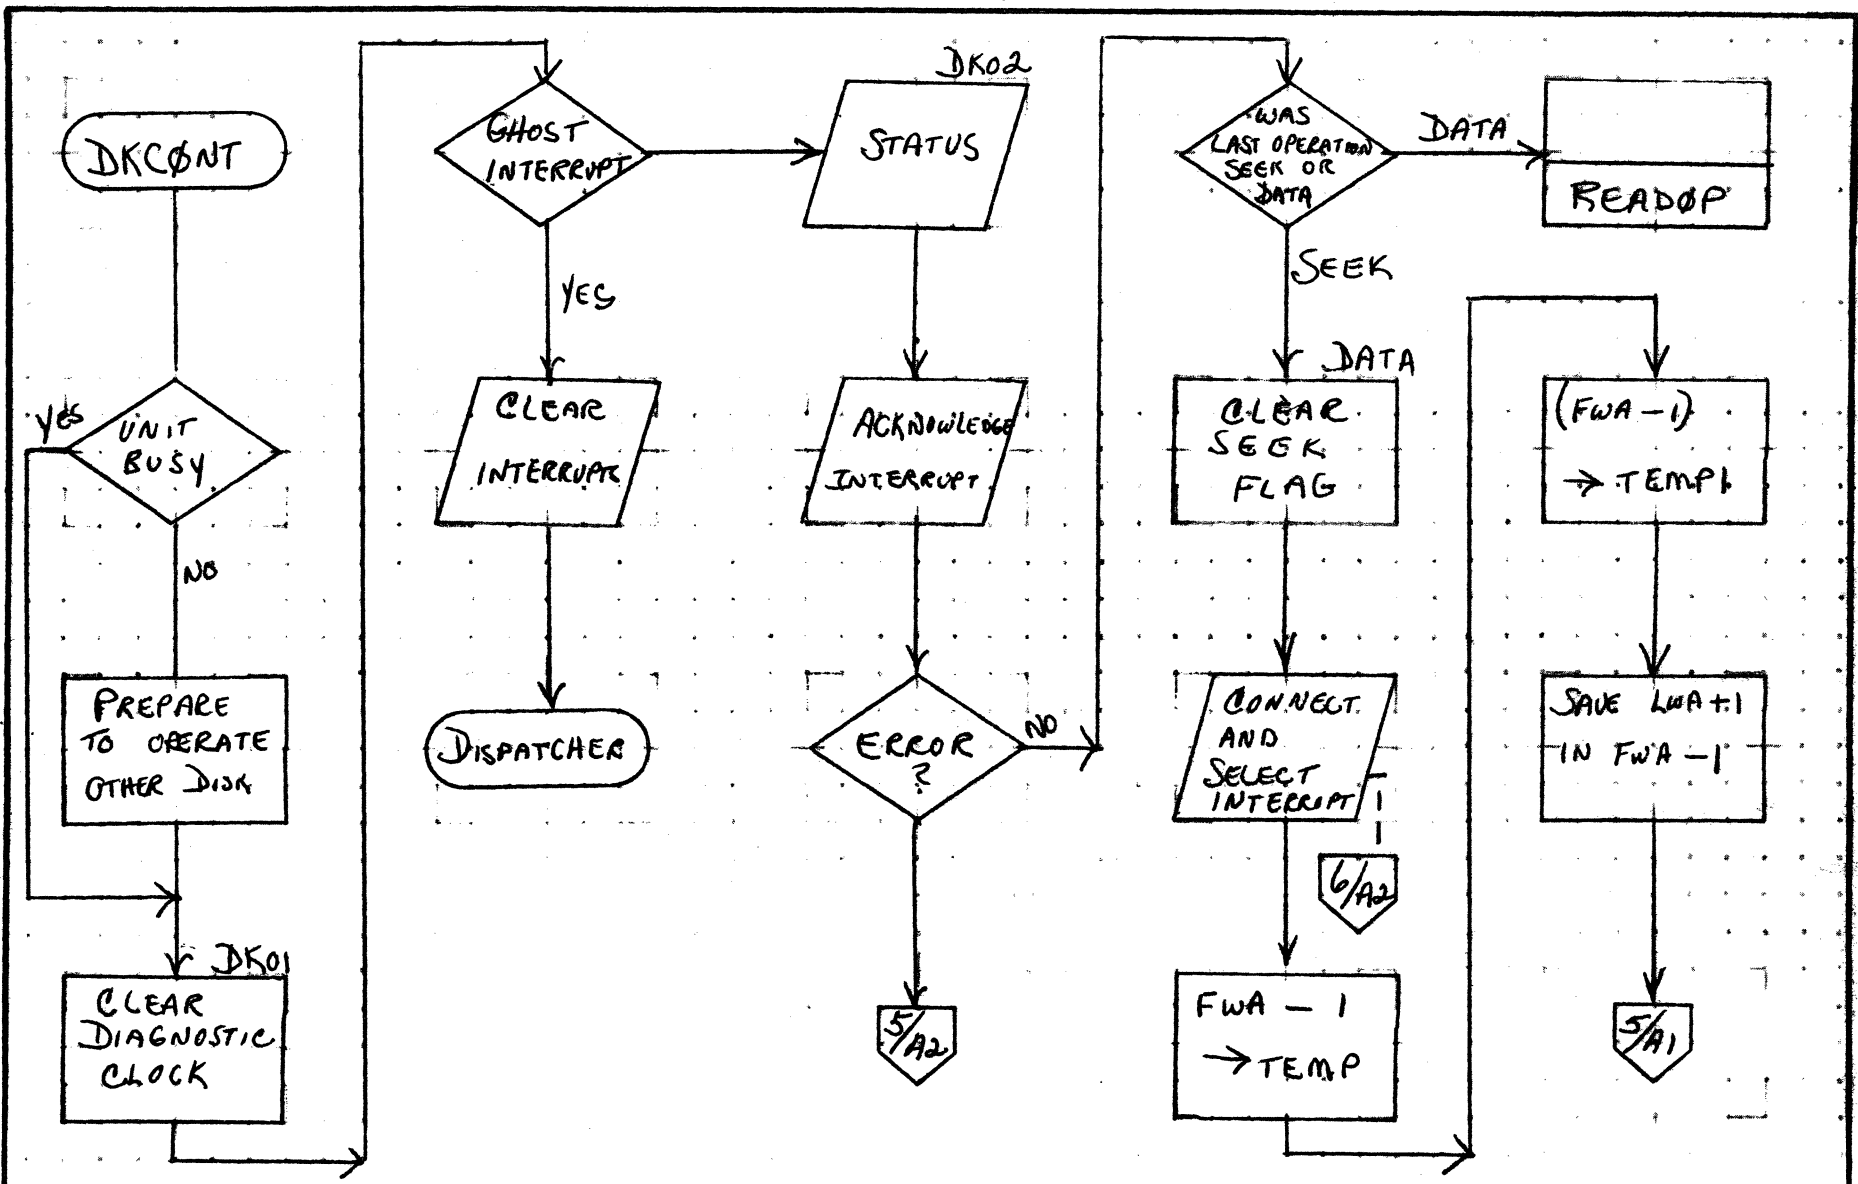 DKCØNT
YES
UNIT
BUSY
NO
PREPARE
TO OPERATE
OTHER DISK
DK01
CLEAR
DIAGNOSTIC
CLOCK
GHOST
INTERRUPT
YES
CLEAR
INTERRUPT
DISPATCHER
DK02
STATUS
ACKNOWLEDGE
INTERRUPT
ERROR
?
NO
5/A2
WAS
LAST OPERATION
SEEK OR
DATA
DATA
READØP
SEEK
DATA
CLEAR
SEEK
FLAG
CONNECT
AND
SELECT
INTERRUPT
6/A2
FWA - 1
→ TEMP
(FWA - 1)
→ TEMP1
SAVE LWA + 1
IN FWA - 1
5/A1